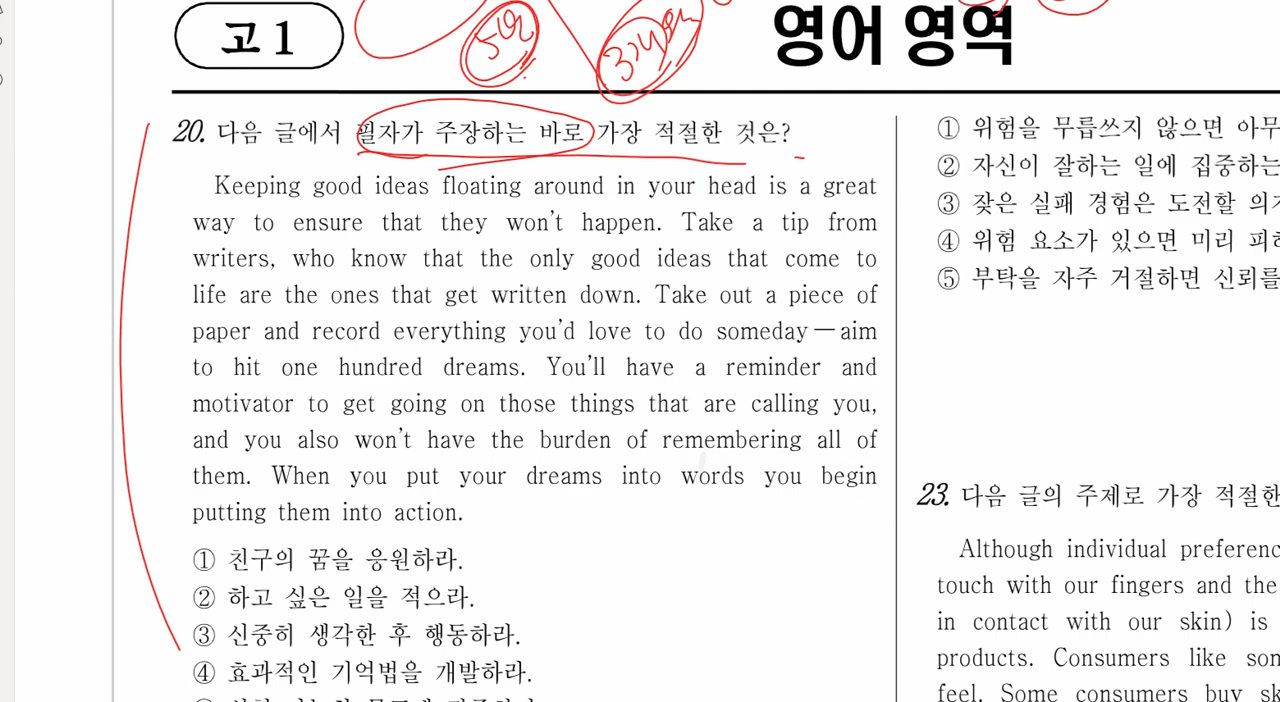 고 1
영어 영역
20. 다음 글에서 필자가 주장하는 바로 가장 적절한 것은?
Keeping good ideas floating around in your head is a great
way to ensure that they won't happen. Take a tip from
writers, who know that the only good ideas that come to
life are the ones that get written down. Take out a piece of
paper and record everything you'd love to do someday — aim
to hit one hundred dreams. You'll have a reminder and
motivator to get going on those things that are calling you,
and you also won't have the burden of remembering all of
them. When you put your dreams into words you begin
putting them into action.
① 친구의 꿈을 응원하라.
② 하고 싶은 일을 적으라.
③ 신중히 생각한 후 행동하라.
④ 효과적인 기억법을 개발하라.
① 위험을 무릅쓰지 않으면 아무
② 자신이 잘하는 일에 집중하는
③ 잦은 실패 경험은 도전할 의
④ 위험 요소가 있으면 미리
⑤ 부탁을 자주 거절하면 신뢰를
23. 다음 글의 주제로 가장 적절한
Although individual preferenc
touch with our fingers and the
in contact with our skin) is
products. Consumers like som
feel. Some consumers buy sk